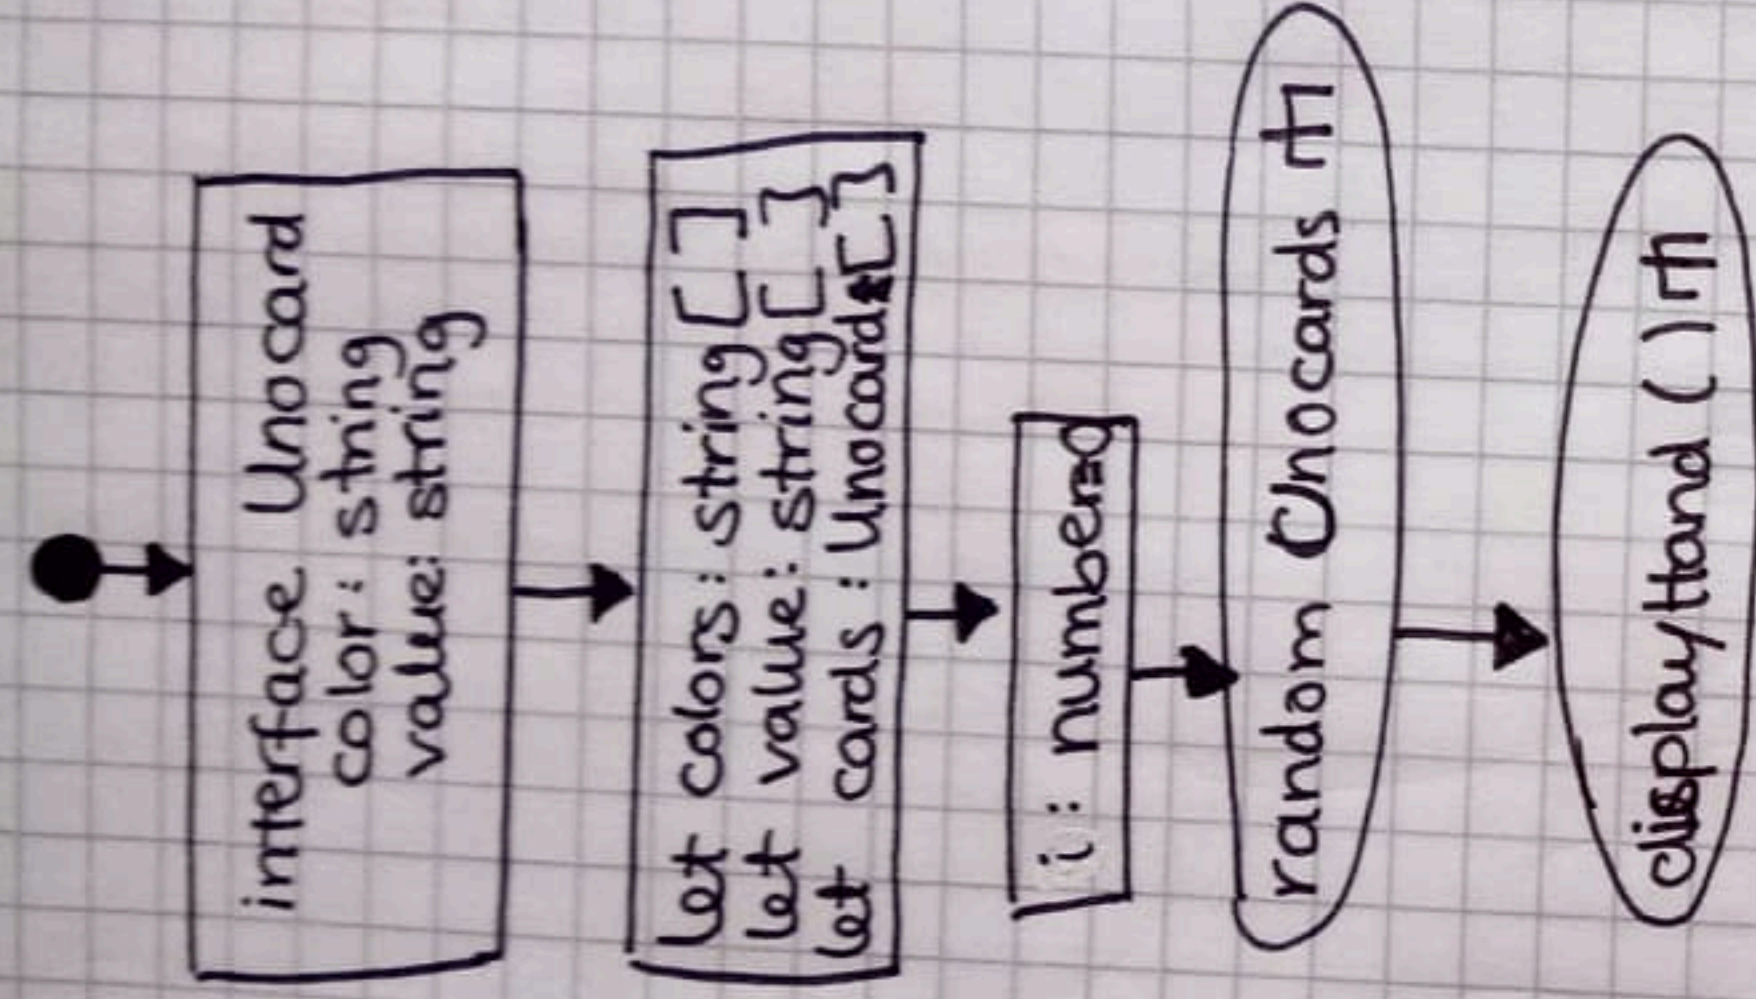 interface Unocard
color: string
value: string
let colors: string[]
let value: string[]
let cards: Unocard[]
i: number=0
random Unocards
displayHand()